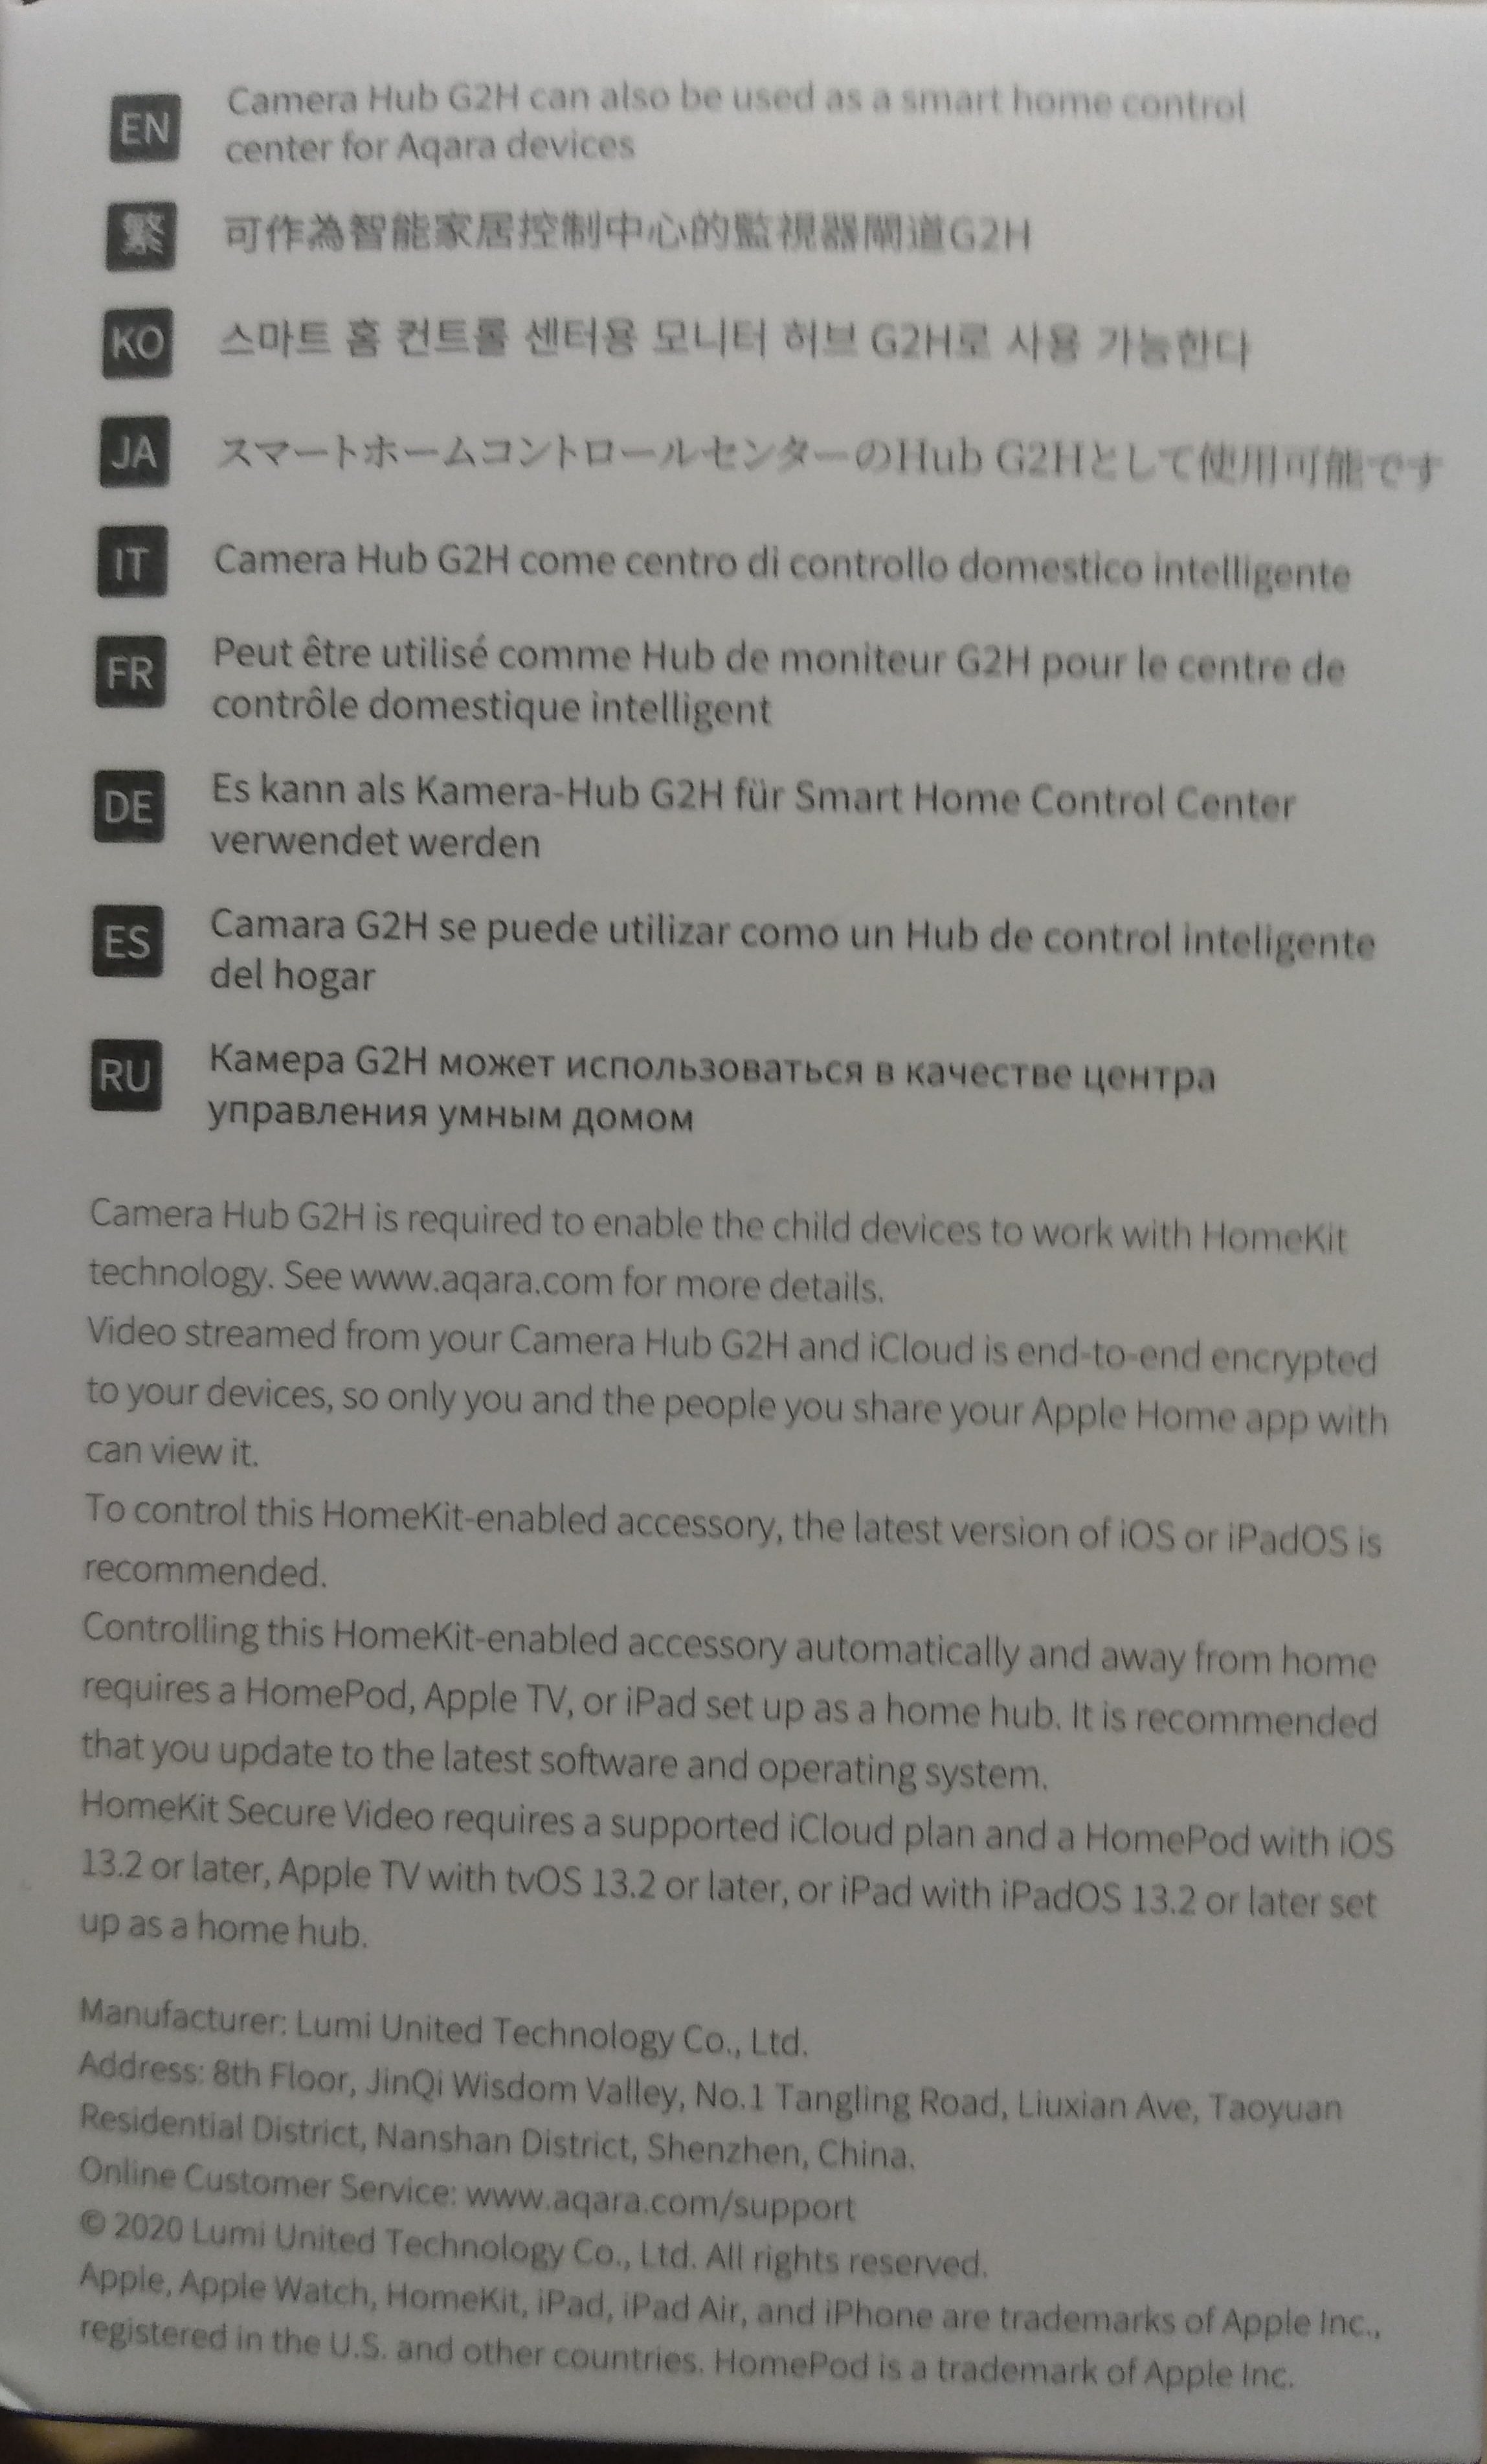 EN Camera Hub G2H can also be used as a smart home control
center for Aqara devices
繁 可作為智能家居控制中心的監視器閘道G2H
KO 스마트 홈 컨트롤 센터용 모니터 허브 G2H로 사용 가능한다
JA スマートホームコントロールセンターのHub G2Hとして使用可能です
IT Camera Hub G2H come centro di controllo domestico intelligente
FR Peut être utilisé comme Hub de moniteur G2H pour le centre de
contrôle domestique intelligent
DE Es kann als Kamera-Hub G2H für Smart Home Control Center
verwendet werden
ES Camara G2H se puede utilizar como un Hub de control inteligente
del hogar
RU Камера G2H может использоваться в качестве центра
управления умным домом
Camera Hub G2H is required to enable the child devices to work with HomeKit
technology. See www.aqara.com for more details.
Video streamed from your Camera Hub G2H and iCloud is end-to-end encrypted
to your devices, so only you and the people you share your Apple Home app with
can view it.
To control this HomeKit-enabled accessory, the latest version of iOS or iPadOS is
recommended.
Controlling this HomeKit-enabled accessory automatically and away from home
requires a HomePod, Apple TV, or iPad set up as a home hub. It is recommended
that you update to the latest software and operating system.
HomeKit Secure Video requires a supported iCloud plan and a HomePod with iOS
13.2 or later, Apple TV with tvOS 13.2 or later, or iPad with iPadOS 13.2 or later set
up as a home hub.
Manufacturer: Lumi United Technology Co., Ltd.
Address: 8th Floor, JinQi Wisdom Valley, No.1 Tangling Road, Liuxian Ave, Taoyuan
Residential District, Nanshan District, Shenzhen, China.
Online Customer Service: www.aqara.com/support
© 2020 Lumi United Technology Co., Ltd. All rights reserved.
Apple, Apple Watch, HomeKit, iPad, iPad Air, and iPhone are trademarks of Apple Inc.,
registered in the U.S. and other countries. HomePod is a trademark of Apple Inc.